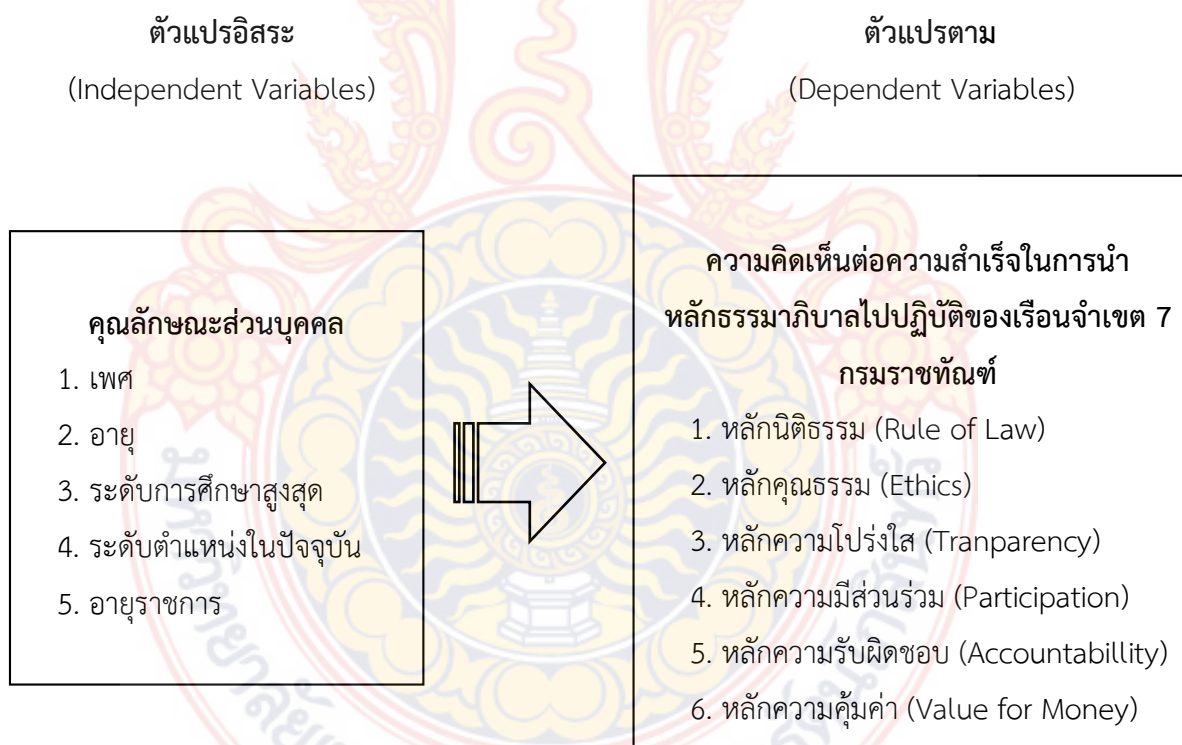 ตัวแปรอิสระ
(Independent Variables)
ตัวแปรตาม
(Dependent Variables)
คุณลักษณะส่วนบุคคล
1. เพศ
2. อายุ
3. ระดับการศึกษาสูงสุด
4. ระดับตำแหน่งในปัจจุบัน
5. อายุราชการ
ความคิดเห็นต่อความสำเร็จในการนำ
หลักธรรมาภิบาลไปปฏิบัติของเรือนจำเขต 7
กรมราชทัณฑ์
1. หลักนิติธรรม (Rule of Law)
2. หลักคุณธรรม (Ethics)
3. หลักความโปร่งใส (Tranparency)
4. หลักความมีส่วนร่วม (Participation)
5. หลักความรับผิดชอบ (Accountabillity)
6. หลักความคุ้มค่า (Value for Money)